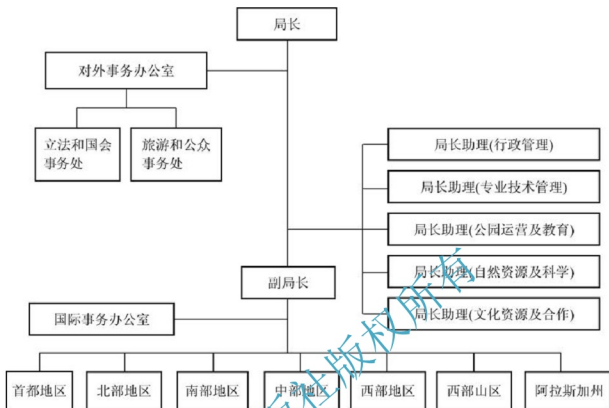 局长
对外事务办公室
立法和国会
事务处
旅游和公众
事务处
局长助理(行政管理)
局长助理(专业技术管理)
局长助理(公园运营及教育)
局长助理(自然资源及科学)
局长助理(文化资源及合作)
副局长
国际事务办公室
首都地区
北部地区
南部地区
中部地区
西部地区
西部山区
阿拉斯加州
社版权所有